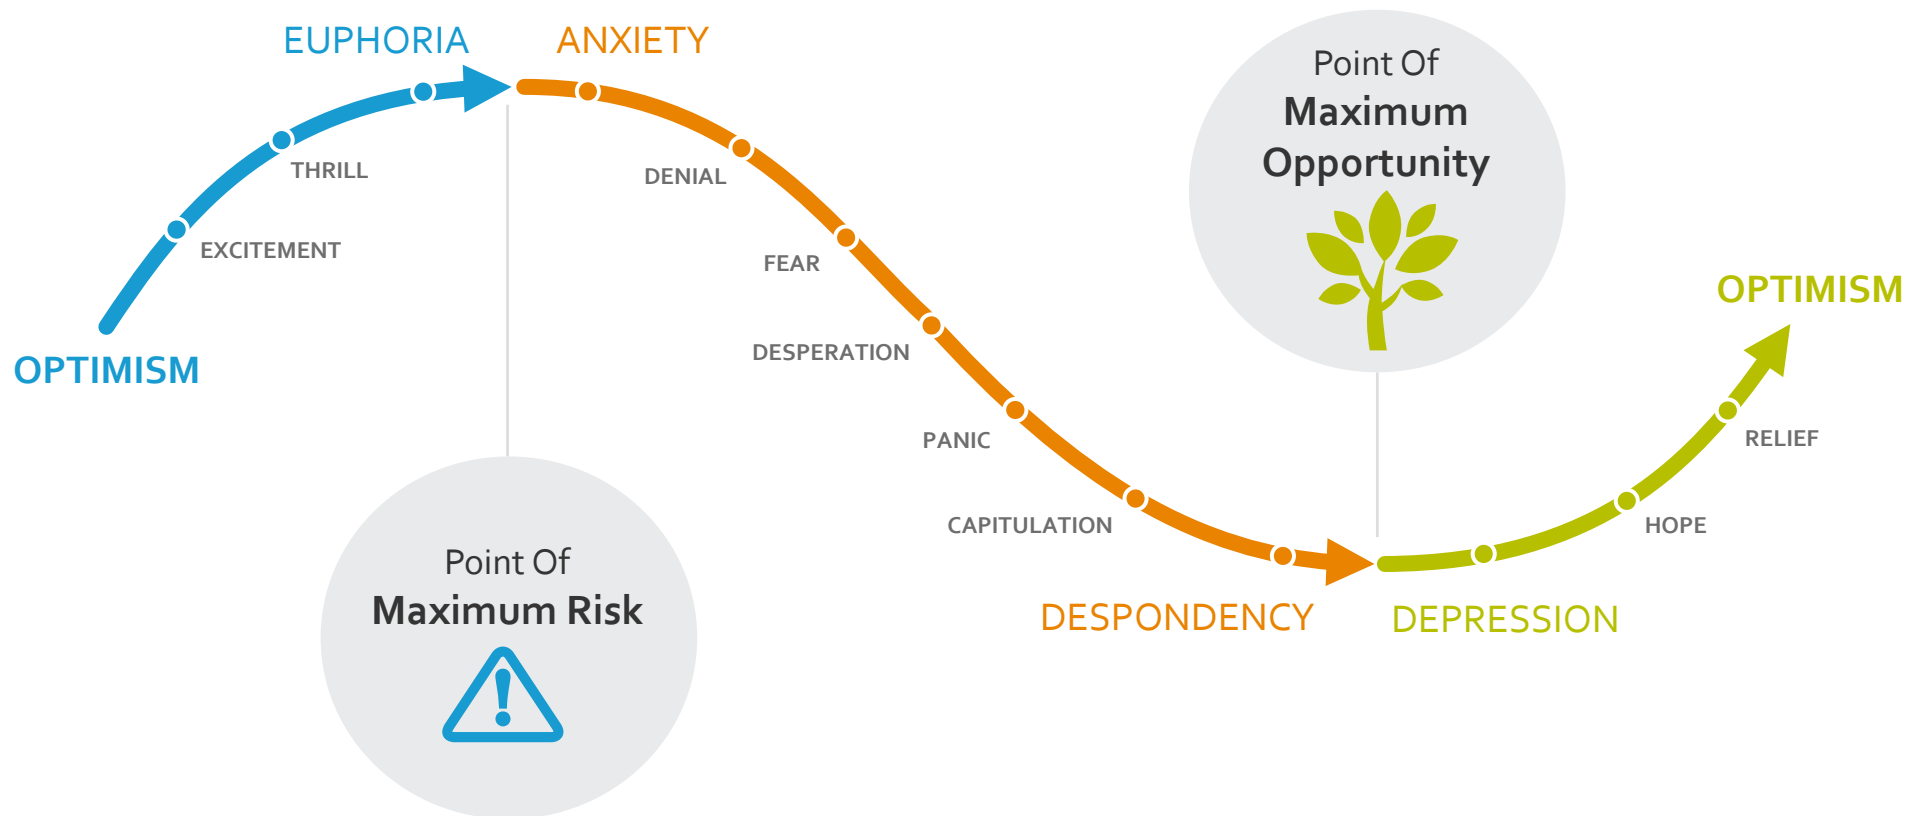 EUPHORIA
ANXIETY
THRILL
EXCITEMENT
OPTIMISM
Point Of
Maximum Risk
DENIAL
FEAR
DESPERATION
PANIC
CAPITULATION
DESPONDENCY
Point Of
Maximum
Opportunity
DEPRESSION
HOPE
RELIEF
OPTIMISM